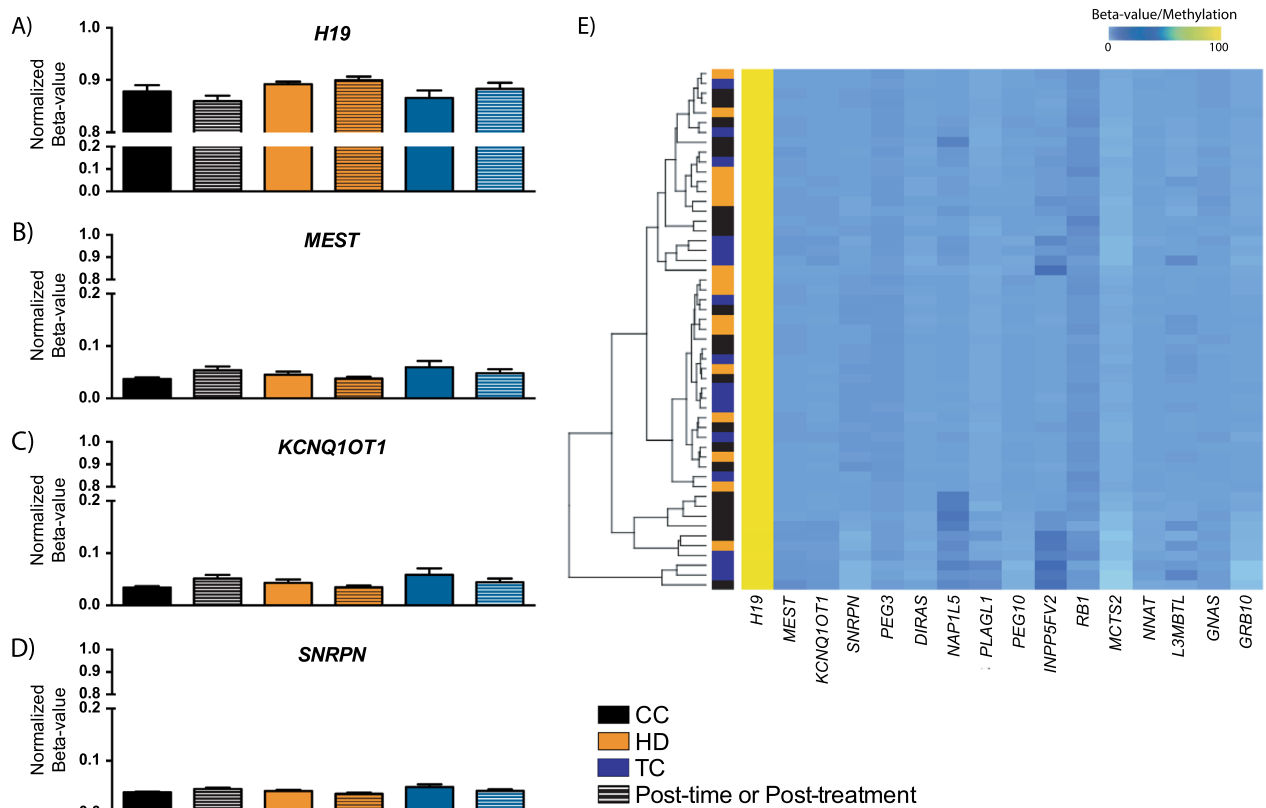 A)
H19
Normalized
Beta-value
1.0
0.9
0.8
0.2
0.1
0.0
B)
MEST
Normalized
Beta-value
1.0
0.9
0.8
0.2
0.1
0.0
C)
KCNQ1OT1
Normalized
Beta-value
1.0
0.9
0.8
0.2
0.1
0.0
D)
SNRPN
Normalized
Beta-value
1.0
0.9
0.8
0.2
0.1
E)
Beta-value/Methylation
0 100
H19
MEST
KCNQ1OT1
SNRPN
PEG3
DIRAS
NAP1L5
PLAGL1
PEG10
INPP5FV2
RB1
MCTS2
NNAT
L3MBTL
GNAS
GRB10
CC
HD
TC
Post-time or Post-treatment